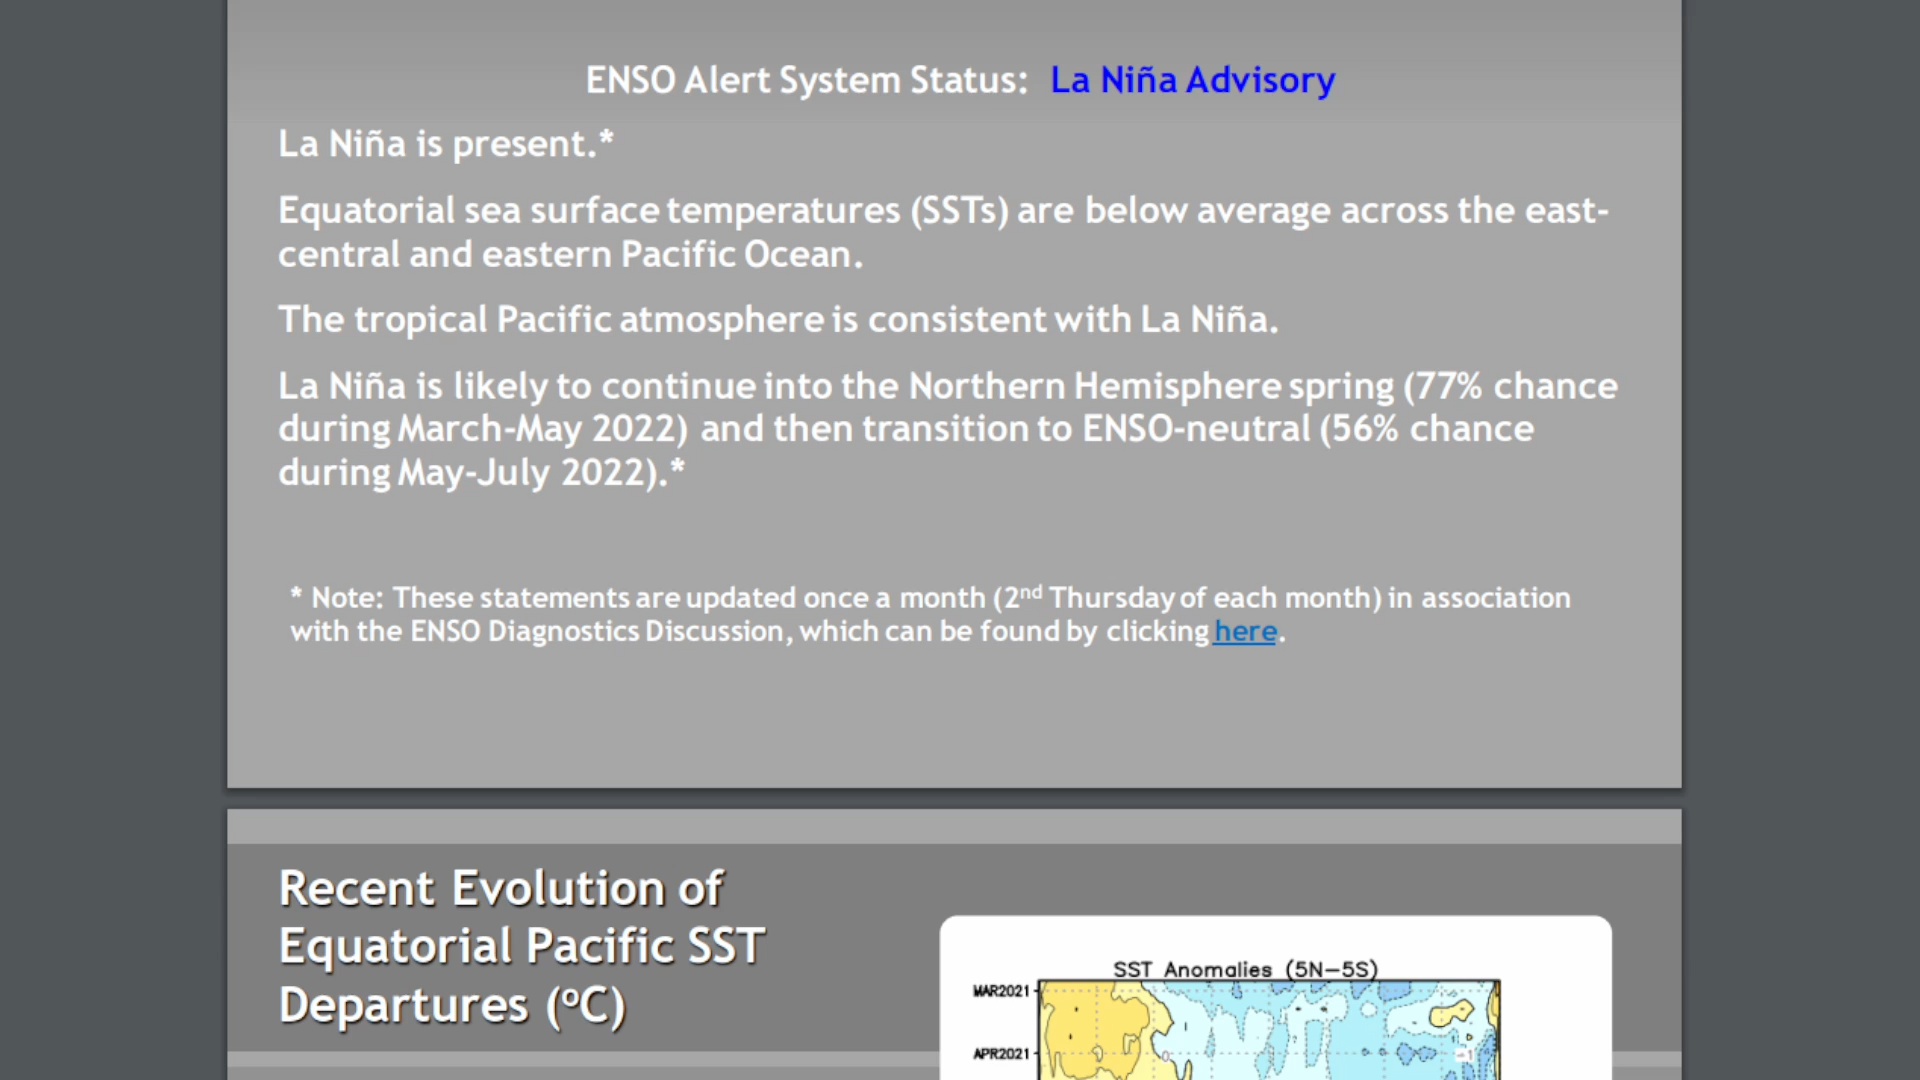 ENSO Alert System Status: La Niña Advisory
La Niña is present.*
Equatorial sea surface temperatures (SSTs) are below average across the east-
central and eastern Pacific Ocean.
The tropical Pacific atmosphere is consistent with La Niña.
La Niña is likely to continue into the Northern Hemisphere spring (77% chance
during March-May 2022) and then transition to ENSO-neutral (56% chance
during May-July 2022).*
* Note: These statements are updated once a month (2nd Thursday of each month) in association
with the ENSO Diagnostics Discussion, which can be found by clicking here.
Recent Evolution of
Equatorial Pacific SST
Departures (ºC)
SST Anomalies (5N-5S)
MAR2021
APR2021